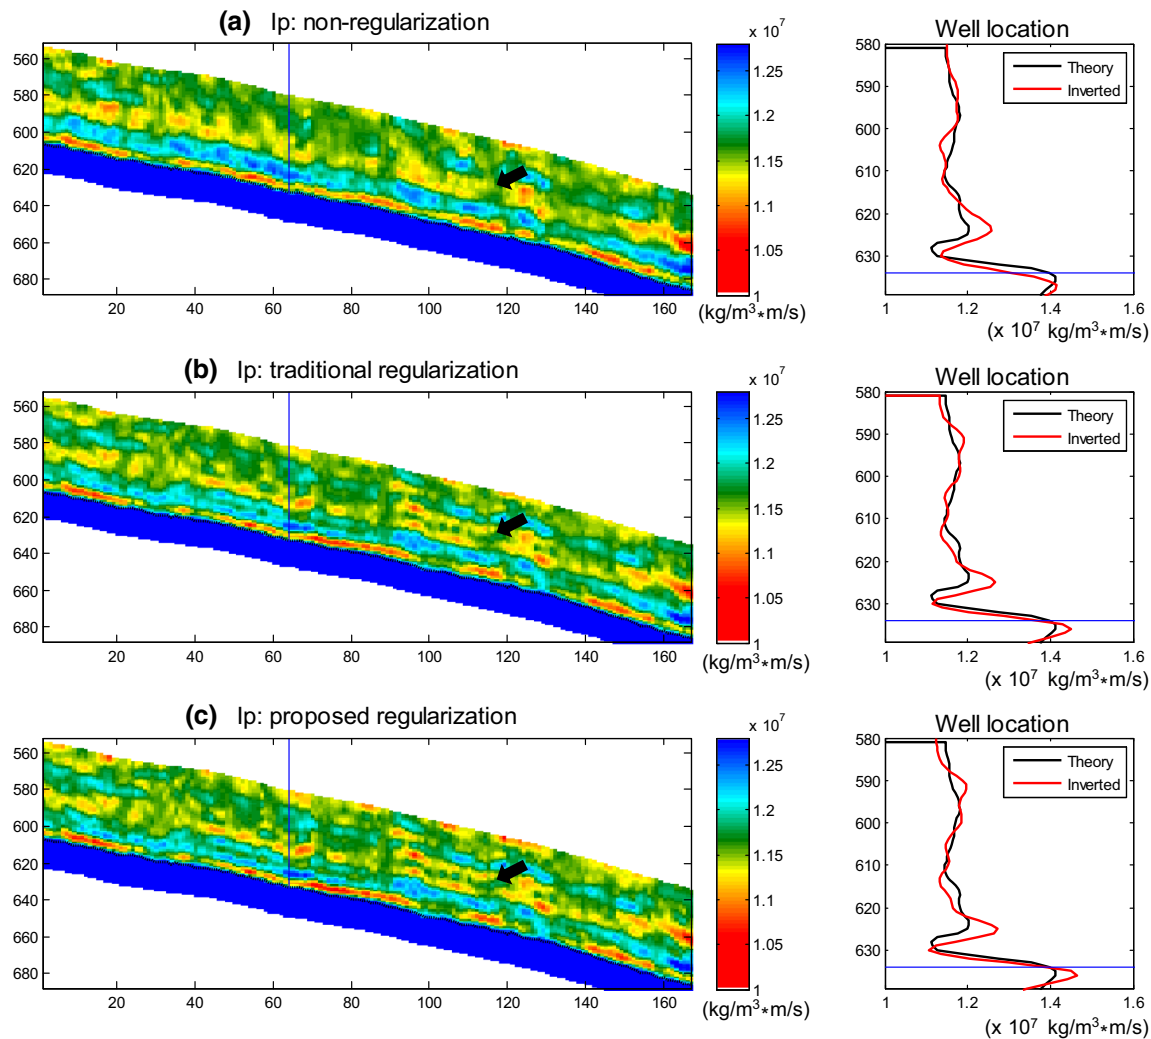 (a) Ip: non-regularization
x 10^7
Well location
560
580
600
620
640
660
680
20 40 60 80 100 120 140 160
1.25
1.2
1.15
1.1
1.05
1
(kg/m³*m/s)
580
590
600
610
620
630
Theory
Inverted
1 1.2 1.4 1.6
(x 10^7 kg/m³*m/s)
(b) Ip: traditional regularization
x 10^7
Well location
560
580
600
620
640
660
680
20 40 60 80 100 120 140 160
1.25
1.2
1.15
1.1
1.05
1
(kg/m³*m/s)
580
590
600
610
620
630
Theory
Inverted
1 1.2 1.4 1.6
(x 10^7 kg/m³*m/s)
(c) Ip: proposed regularization
x 10^7
Well location
560
580
600
620
640
660
680
20 40 60 80 100 120 140 160
1.25
1.2
1.15
1.1
1.05
1
(kg/m³*m/s)
580
590
600
610
620
630
Theory
Inverted
1 1.2 1.4 1.6
(x 10^7 kg/m³*m/s)